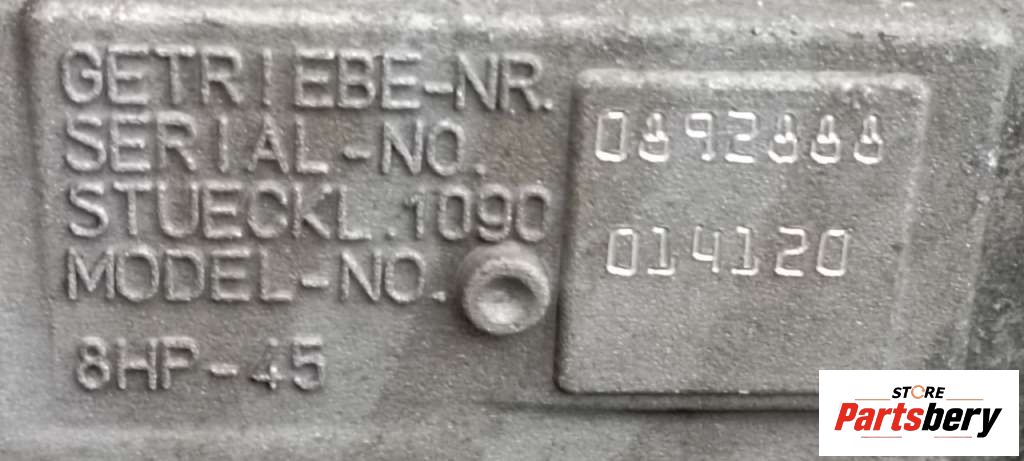 GETRIEBE-NR.
SERIAL-NO.
0892888
STUECKL.1090
MODEL-NO.
014120
8HP-45
STORE
Partsbery